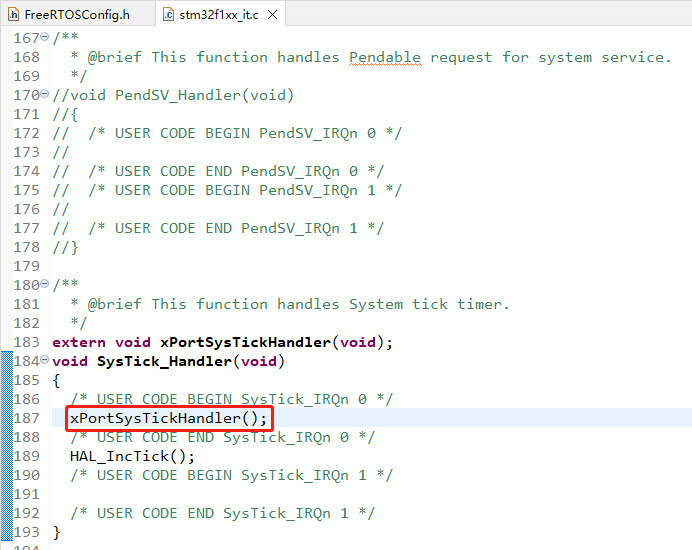 FreeRTOSConfig.h
stm32f1xx_it.c
167 /**
168 * @brief This function handles Pendable request for system service.
169 */
170 //void PendSV_Handler(void)
171 //{
172 // /* USER CODE BEGIN PendSV_IRQn 0 */
173 //
174 // /* USER CODE END PendSV_IRQn 0 */
175 // /* USER CODE BEGIN PendSV_IRQn 1 */
176 //
177 // /* USER CODE END PendSV_IRQn 1 */
178 //}
179
180 /**
181 * @brief This function handles System tick timer.
182 */
183 extern void xPortSysTickHandler(void);
184 void SysTick_Handler(void)
185 {
186 /* USER CODE BEGIN SysTick_IRQn 0 */
187 xPortSysTickHandler();
188 /* USER CODE END SysTick_IRQn 0 */
189 HAL_IncTick();
190 /* USER CODE BEGIN SysTick_IRQn 1 */
191
192 /* USER CODE END SysTick_IRQn 1 */
193 }